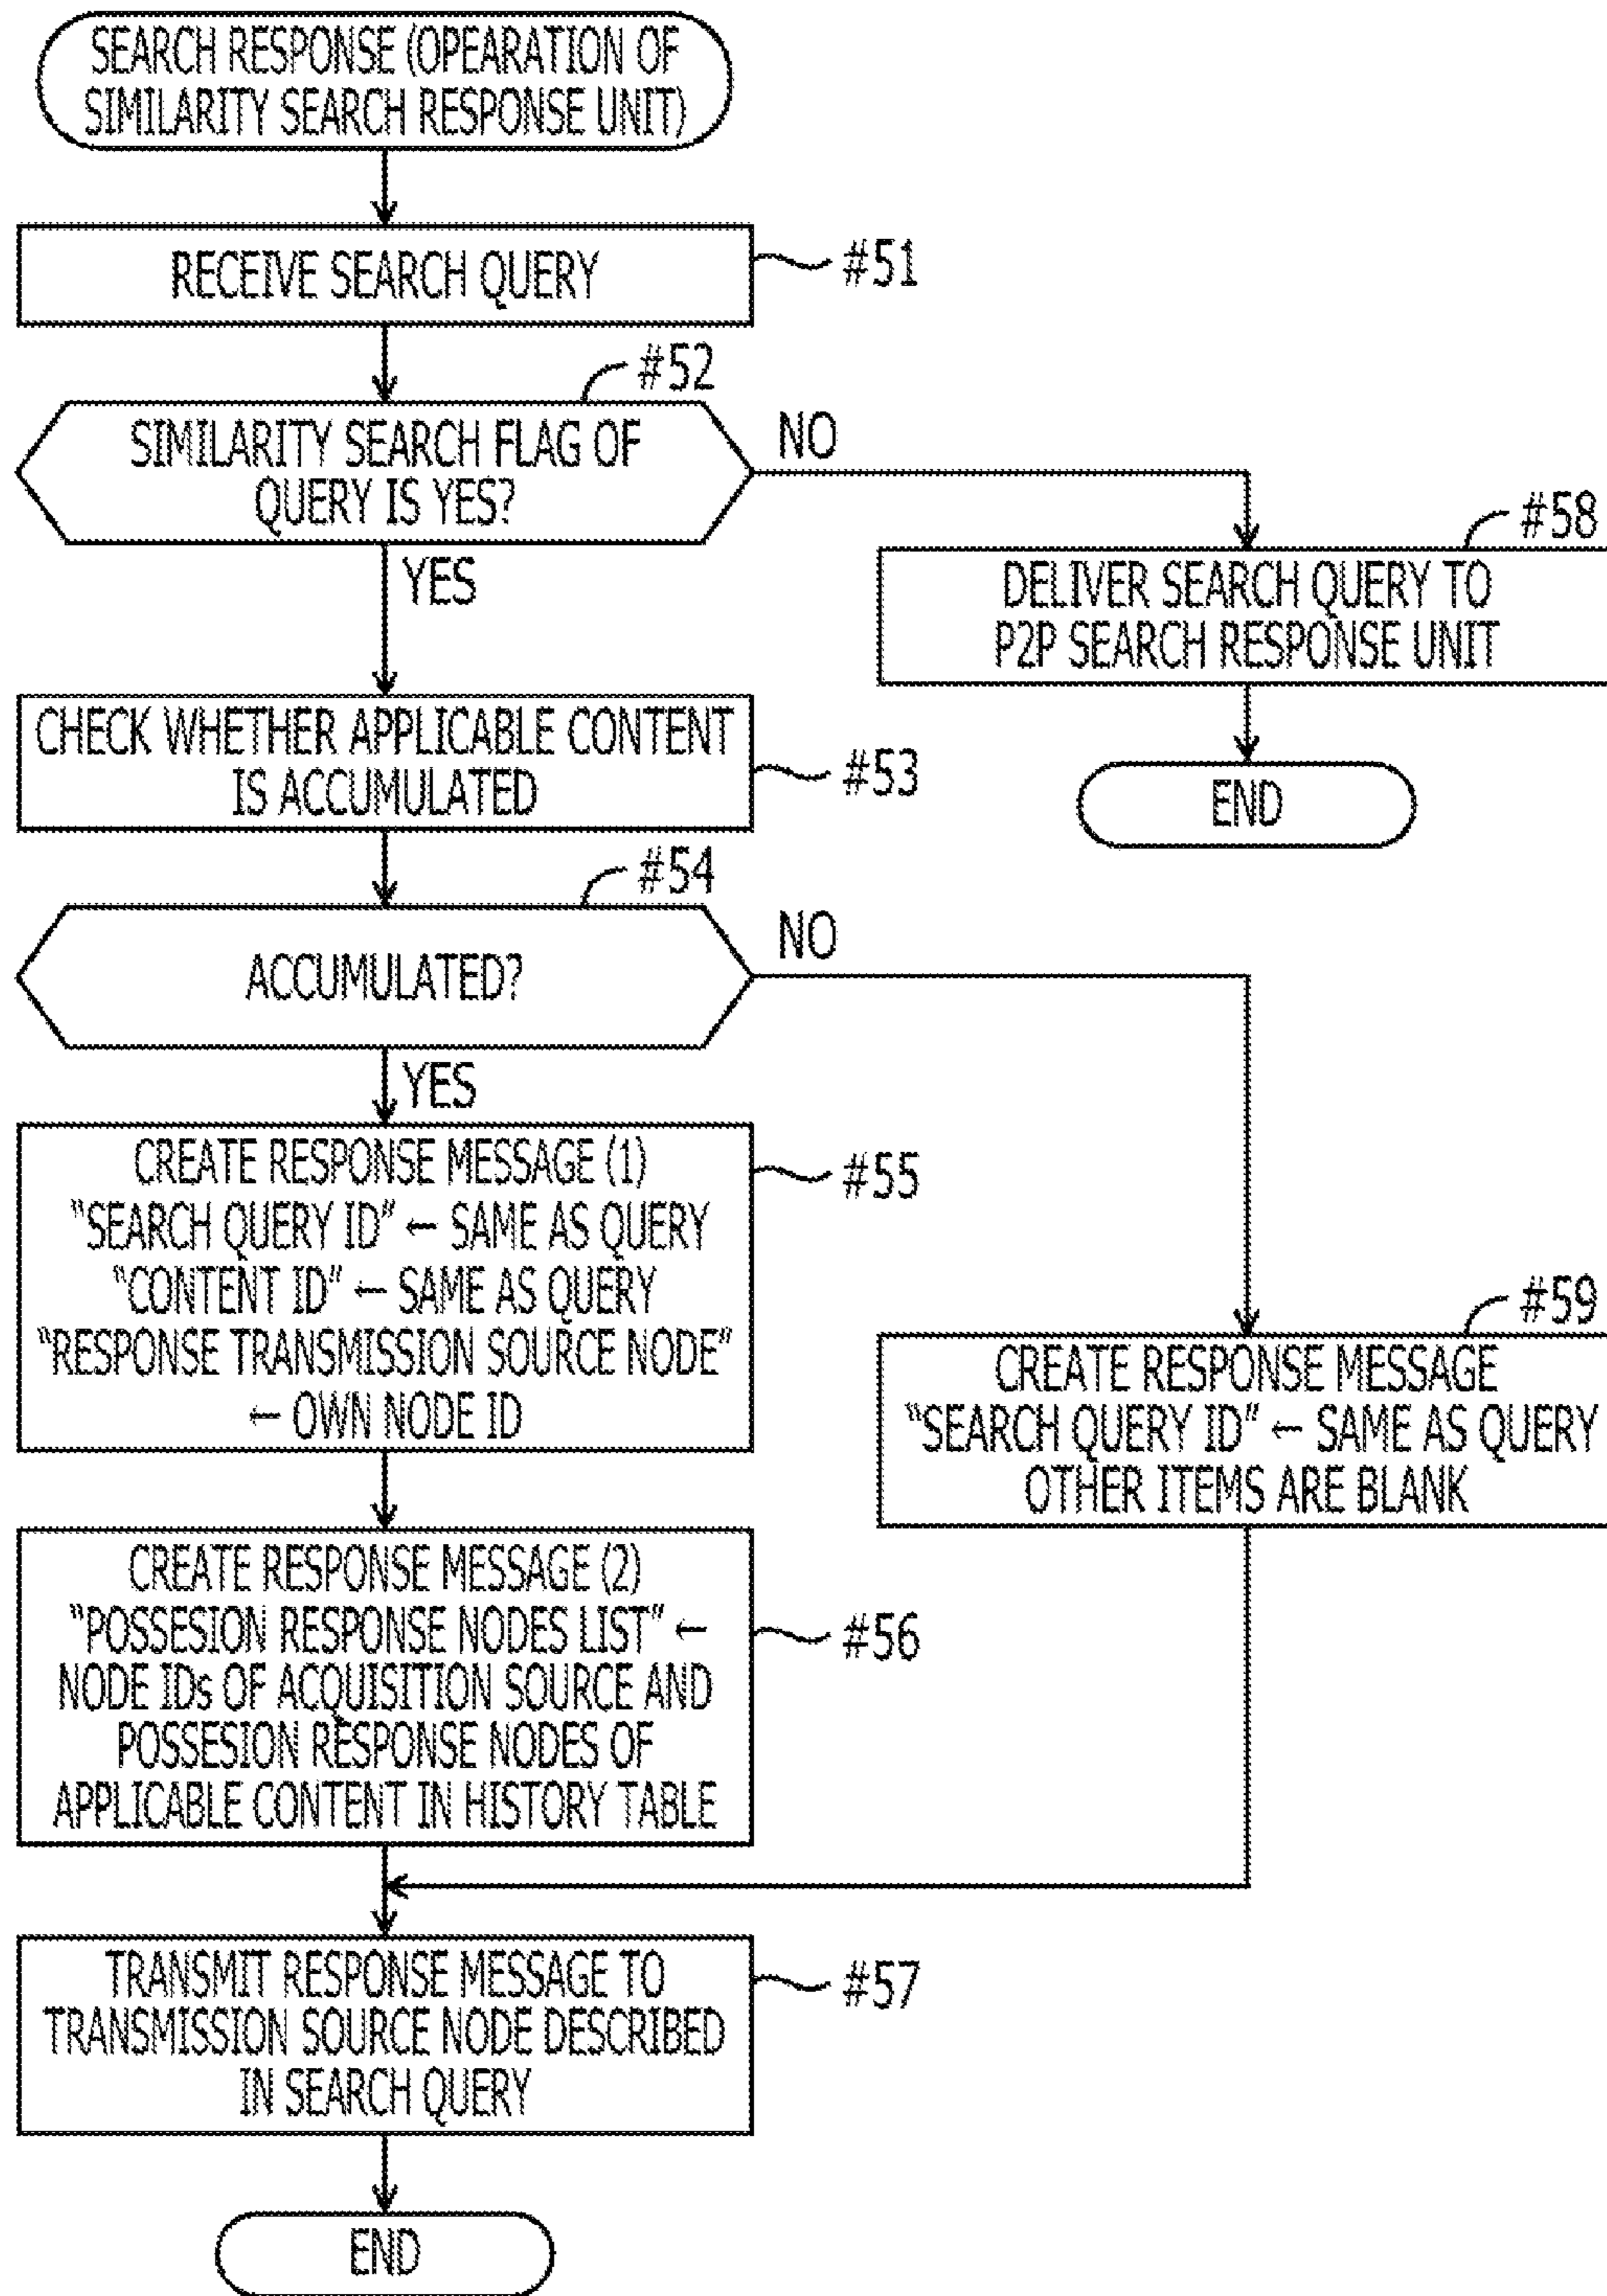 SEARCH RESPONSE (OPEARATION OF
SIMILARITY SEARCH RESPONSE UNIT)
RECEIVE SEARCH QUERY
#51
#52
SIMILARITY SEARCH FLAG OF
QUERY IS YES?
NO
YES
#58
DELIVER SEARCH QUERY TO
P2P SEARCH RESPONSE UNIT
END
CHECK WHETHER APPLICABLE CONTENT
IS ACCUMULATED
#53
#54
ACCUMULATED?
NO
YES
CREATE RESPONSE MESSAGE (1)
"SEARCH QUERY ID" ← SAME AS QUERY
"CONTENT ID" ← SAME AS QUERY
"RESPONSE TRANSMISSION SOURCE NODE"
← OWN NODE ID
#55
#59
CREATE RESPONSE MESSAGE
"SEARCH QUERY ID" ← SAME AS QUERY
OTHER ITEMS ARE BLANK
CREATE RESPONSE MESSAGE (2)
"POSSESION RESPONSE NODES LIST" ←
NODE IDs OF ACQUISITION SOURCE AND
POSSESION RESPONSE NODES OF
APPLICABLE CONTENT IN HISTORY TABLE
#56
TRANSMIT RESPONSE MESSAGE TO
TRANSMISSION SOURCE NODE DESCRIBED
IN SEARCH QUERY
#57
END